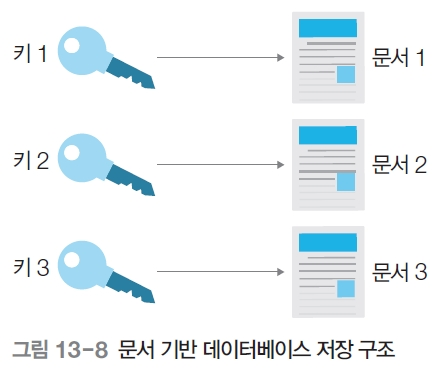 키 1
문서 1
키 2
문서 2
키 3
문서 3
그림 13-8 문서 기반 데이터베이스 저장 구조